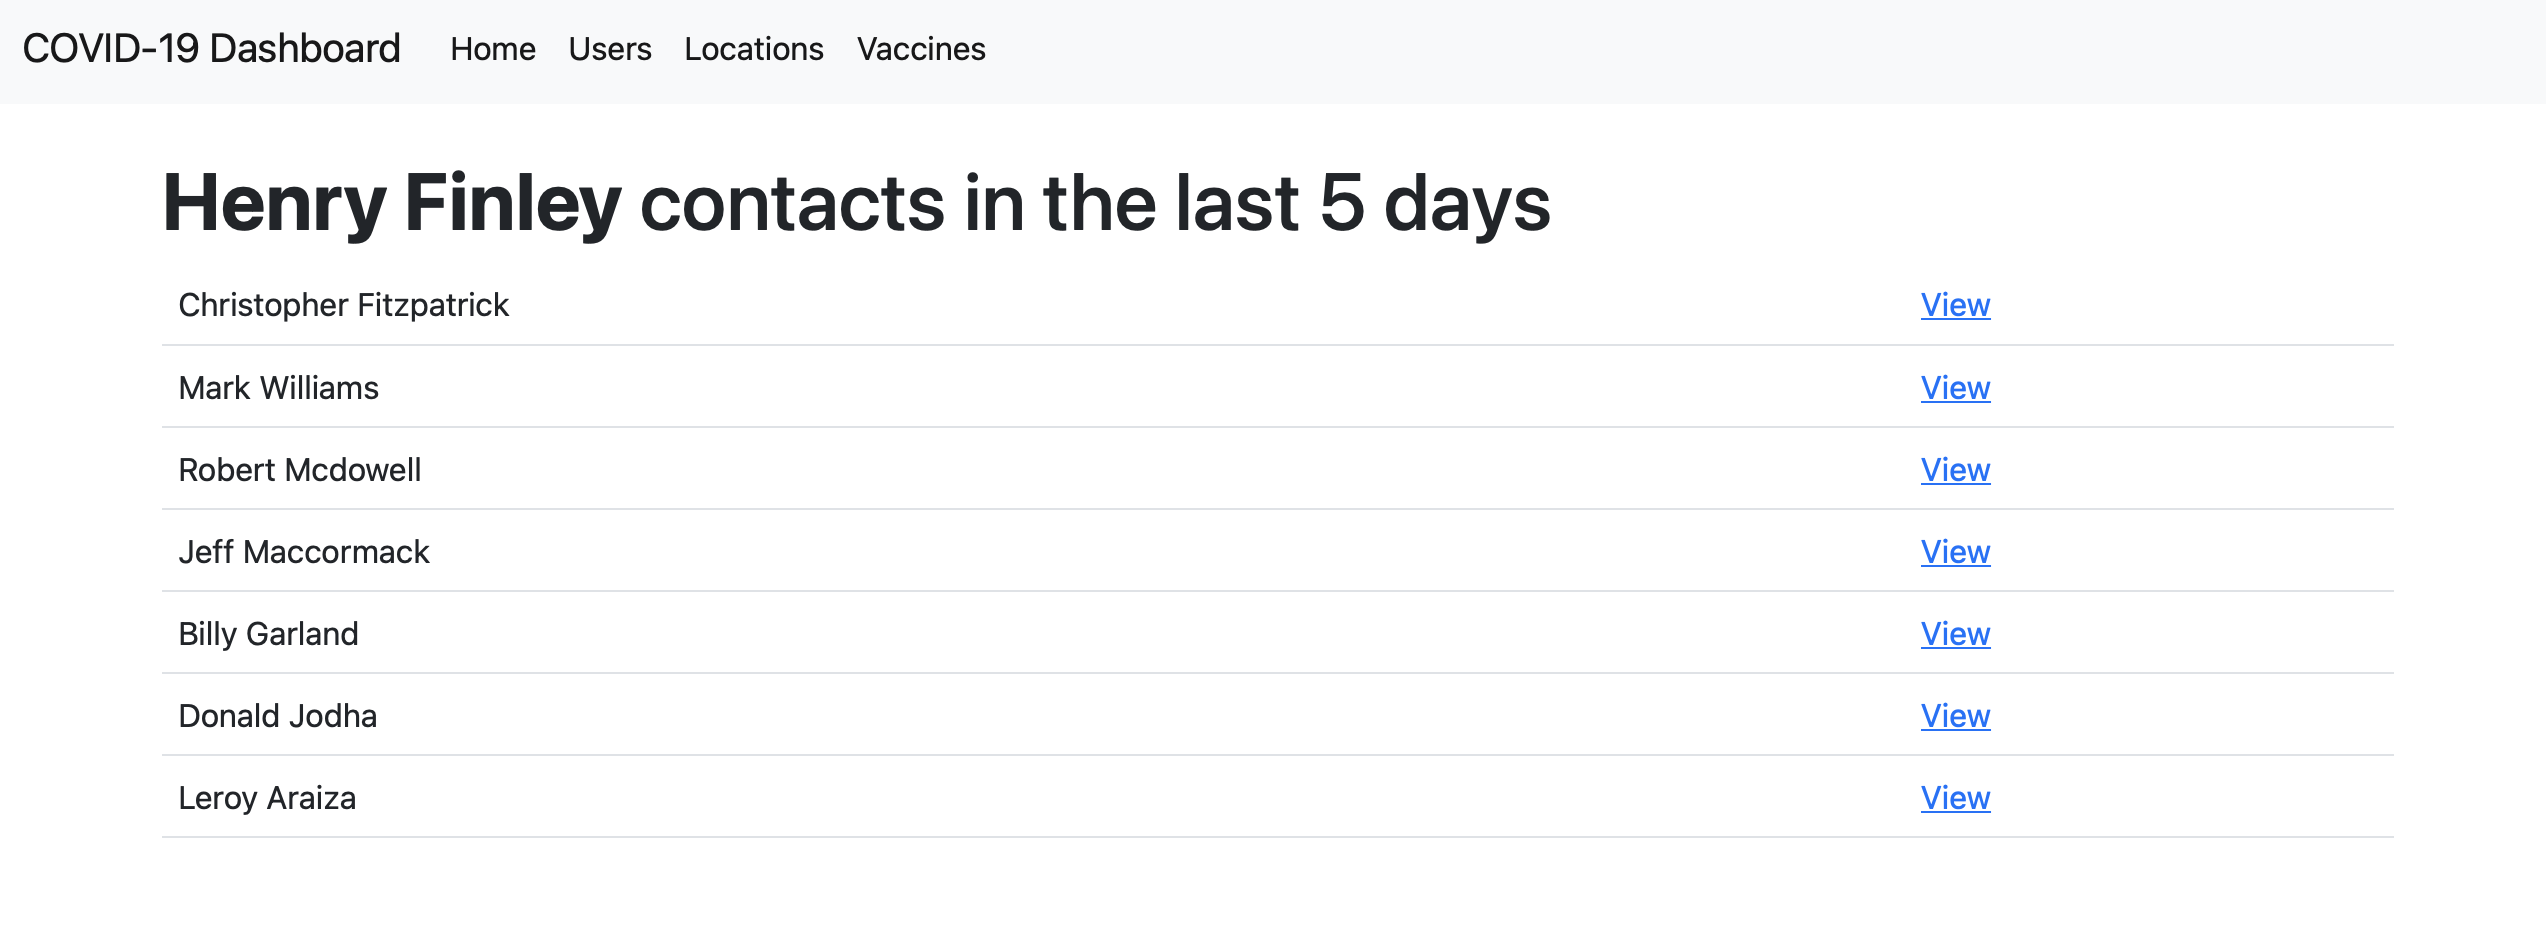 COVID-19 Dashboard Home Users Locations Vaccines
Henry Finley contacts in the last 5 days
Christopher Fitzpatrick View
Mark Williams View
Robert Mcdowell View
Jeff Maccormack View
Billy Garland View
Donald Jodha View
Leroy Araiza View